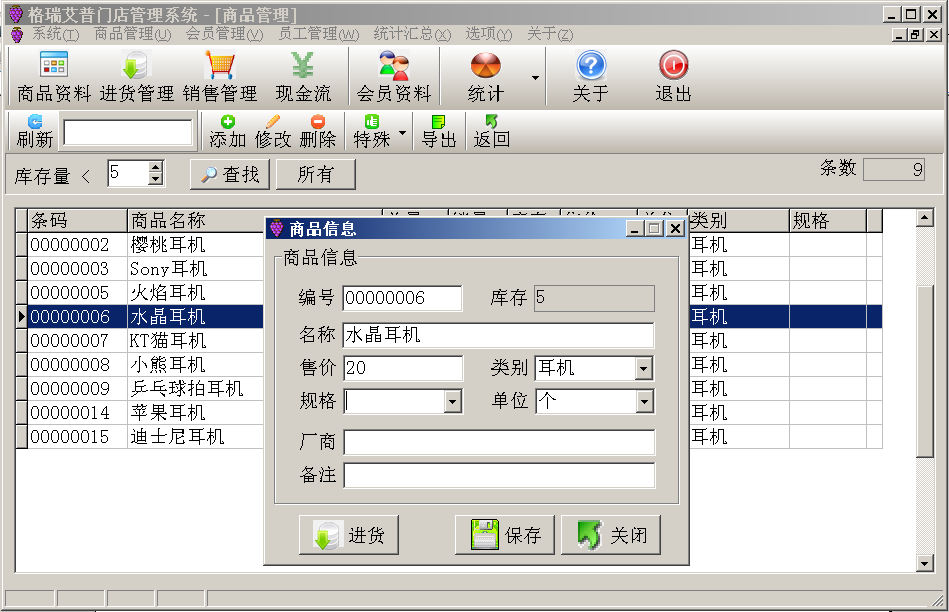 格瑞艾普门店管理系统 - [商品管理]
系统(T) 商品管理(U) 会员管理(V) 员工管理(W) 统计汇总(X) 选项(Y) 关于(Z)
商品资料 进货管理 销售管理 现金流 会员资料 统计 关于 退出
刷新 添加 修改 删除 特殊 导出 返回
库存量 < 5 查找 所有 条数 9
条码 商品名称 类别 规格
00000002 樱桃耳机 耳机
00000003 Sony耳机 耳机
00000005 火焰耳机 耳机
00000006 水晶耳机 耳机
00000007 KT猫耳机 耳机
00000008 小熊耳机 耳机
00000009 乒乓球拍耳机 耳机
00000014 苹果耳机 耳机
00000015 迪士尼耳机 耳机
商品信息
商品信息
编号 00000006 库存 5
名称 水晶耳机
售价 20 类别 耳机
规格 单位 个
厂商
备注
进货 保存 关闭